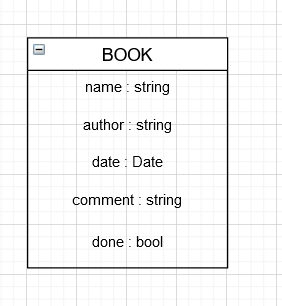 BOOK
name : string
author : string
date : Date
comment : string
done : bool